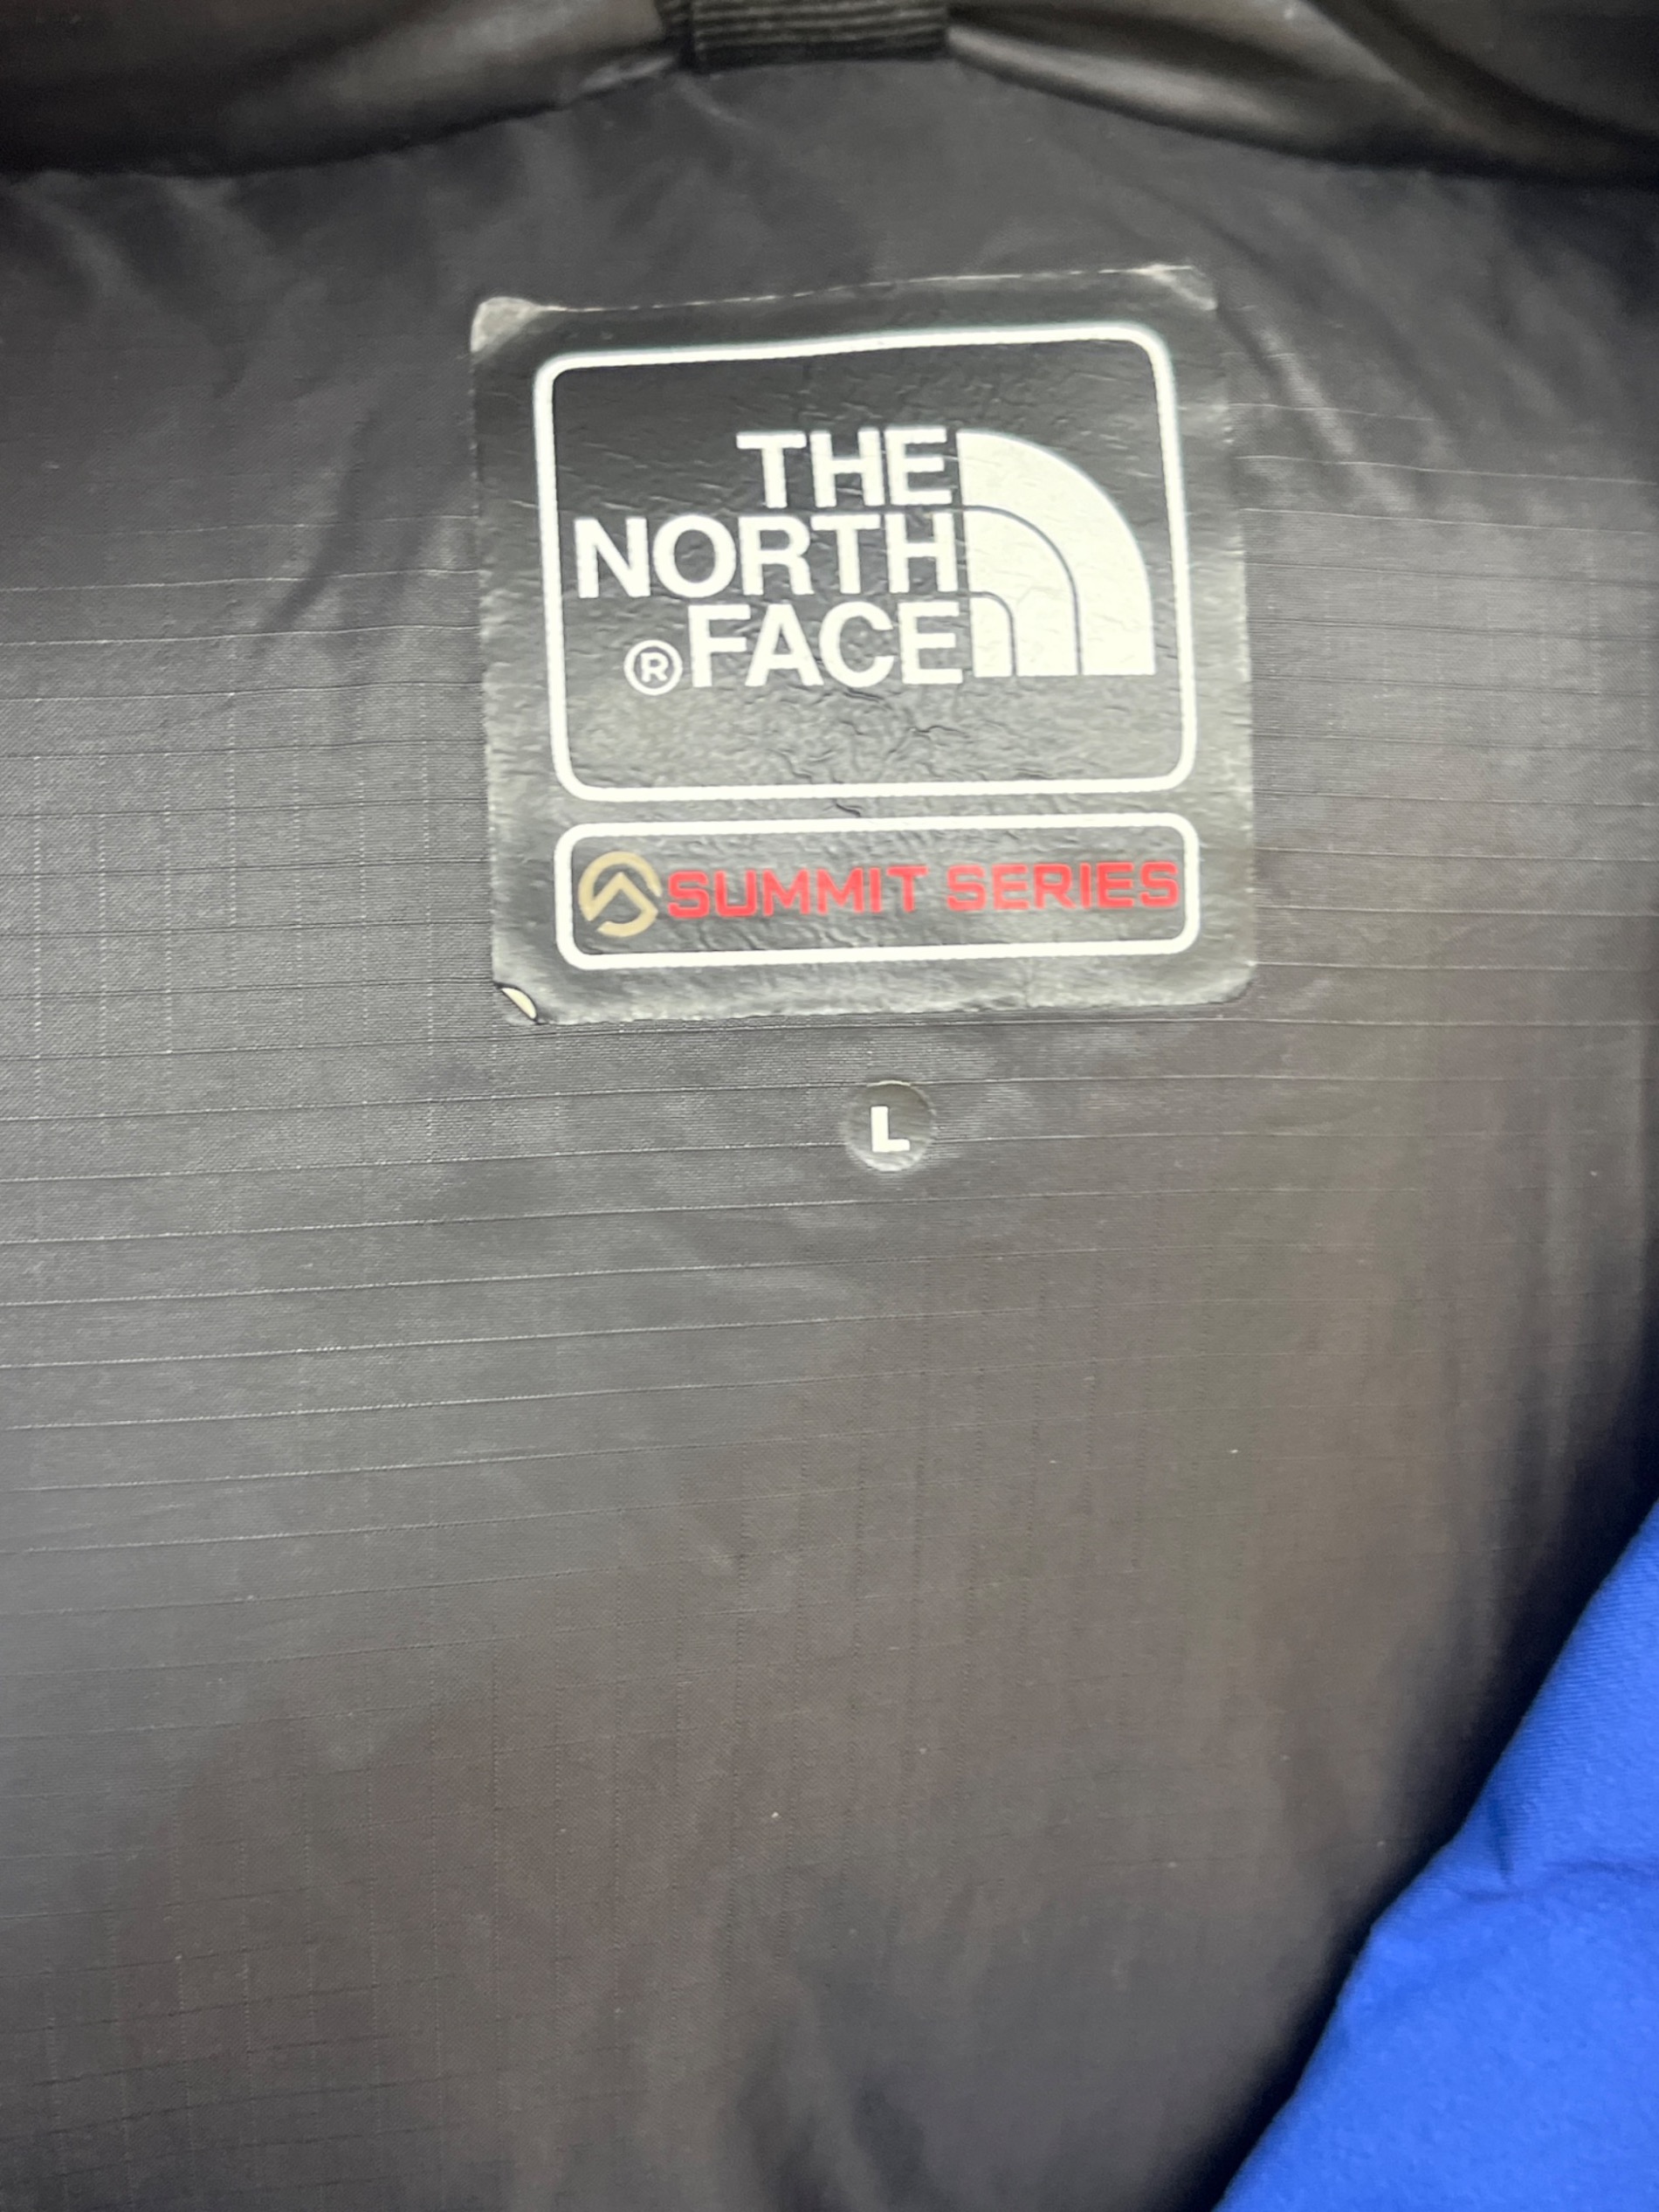 THE
NORTH
®FACE
SUMMIT SERIES
L